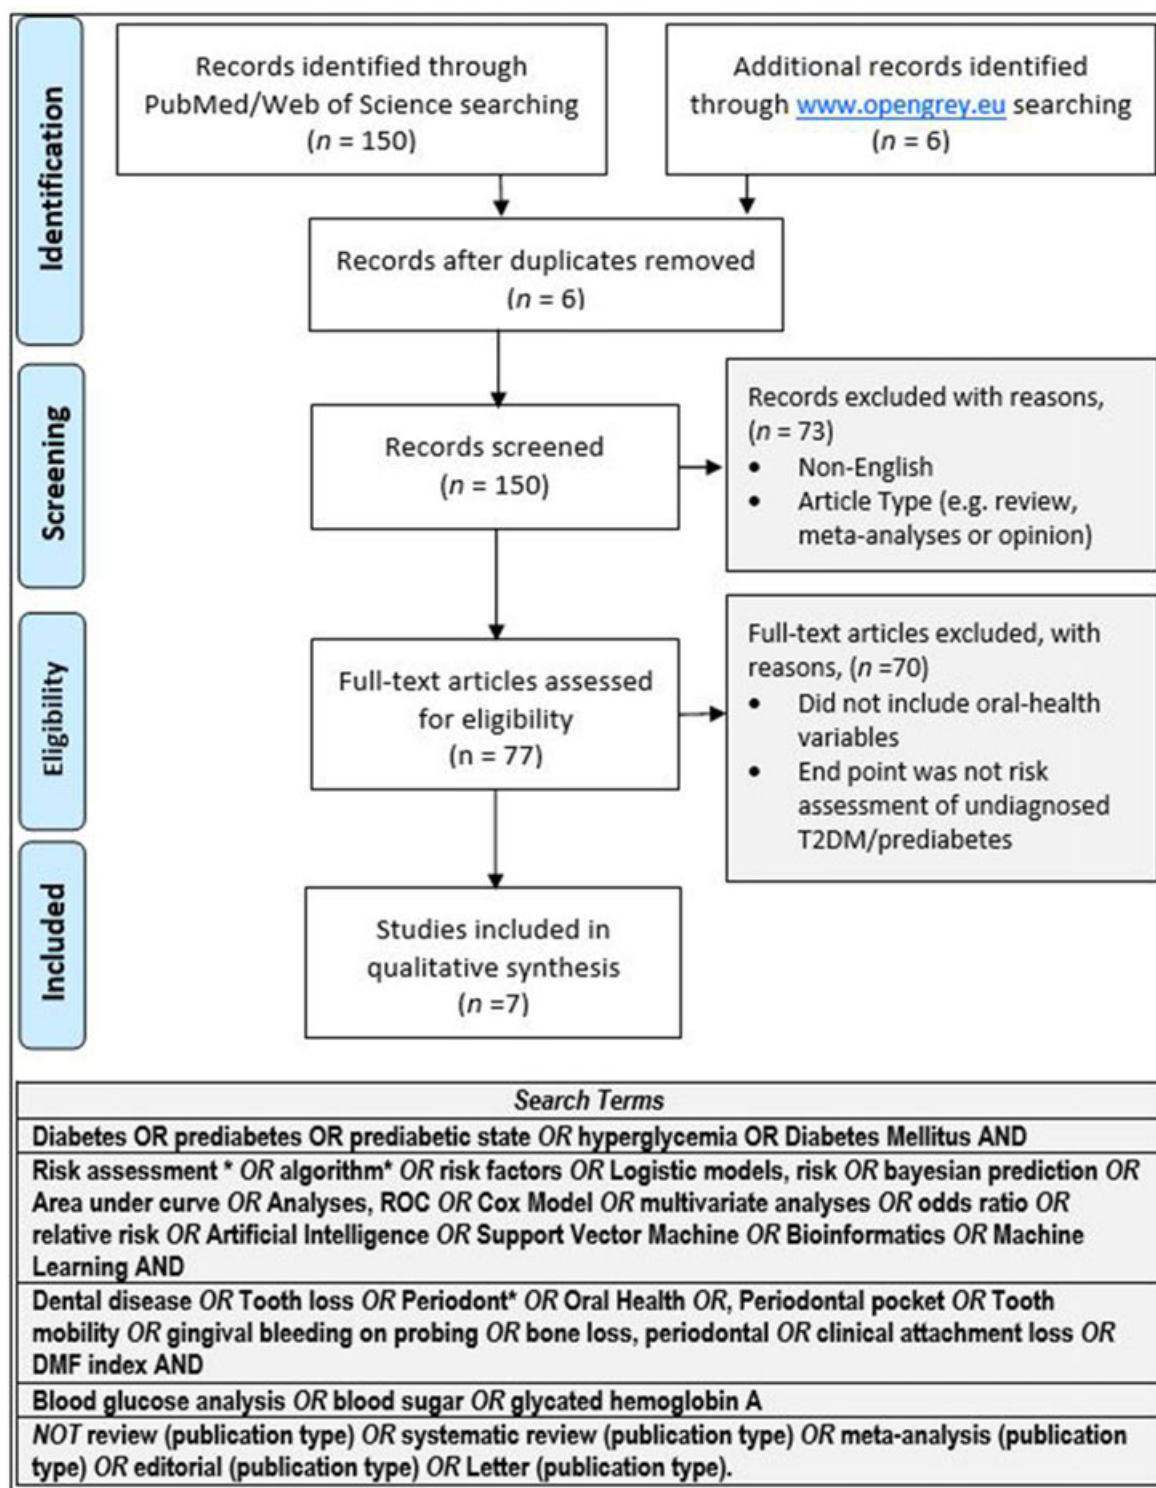 Identification
Records identified through
PubMed/Web of Science searching
(n = 150)
Additional records identified
through www.opengrey.eu searching
(n = 6)
Records after duplicates removed
(n = 6)
Screening
Records screened
(n = 150)
Records excluded with reasons,
(n = 73)
• Non-English
• Article Type (e.g. review,
meta-analyses or opinion)
Eligibility
Full-text articles assessed
for eligibility
(n = 77)
Full-text articles excluded, with
reasons, (n =70)
• Did not include oral-health
variables
• End point was not risk
assessment of undiagnosed
T2DM/prediabetes
Included
Studies included in
qualitative synthesis
(n =7)
Search Terms
Diabetes OR prediabetes OR prediabetic state OR hyperglycemia OR Diabetes Mellitus AND
Risk assessment * OR algorithm* OR risk factors OR Logistic models, risk OR bayesian prediction OR
Area under curve OR Analyses, ROC OR Cox Model OR multivariate analyses OR odds ratio OR
relative risk OR Artificial Intelligence OR Support Vector Machine OR Bioinformatics OR Machine
Learning AND
Dental disease OR Tooth loss OR Periodont* OR Oral Health OR, Periodontal pocket OR Tooth
mobility OR gingival bleeding on probing OR bone loss, periodontal OR clinical attachment loss OR
DMF index AND
Blood glucose analysis OR blood sugar OR glycated hemoglobin A
NOT review (publication type) OR systematic review (publication type) OR meta-analysis (publication
type) OR editorial (publication type) OR Letter (publication type).